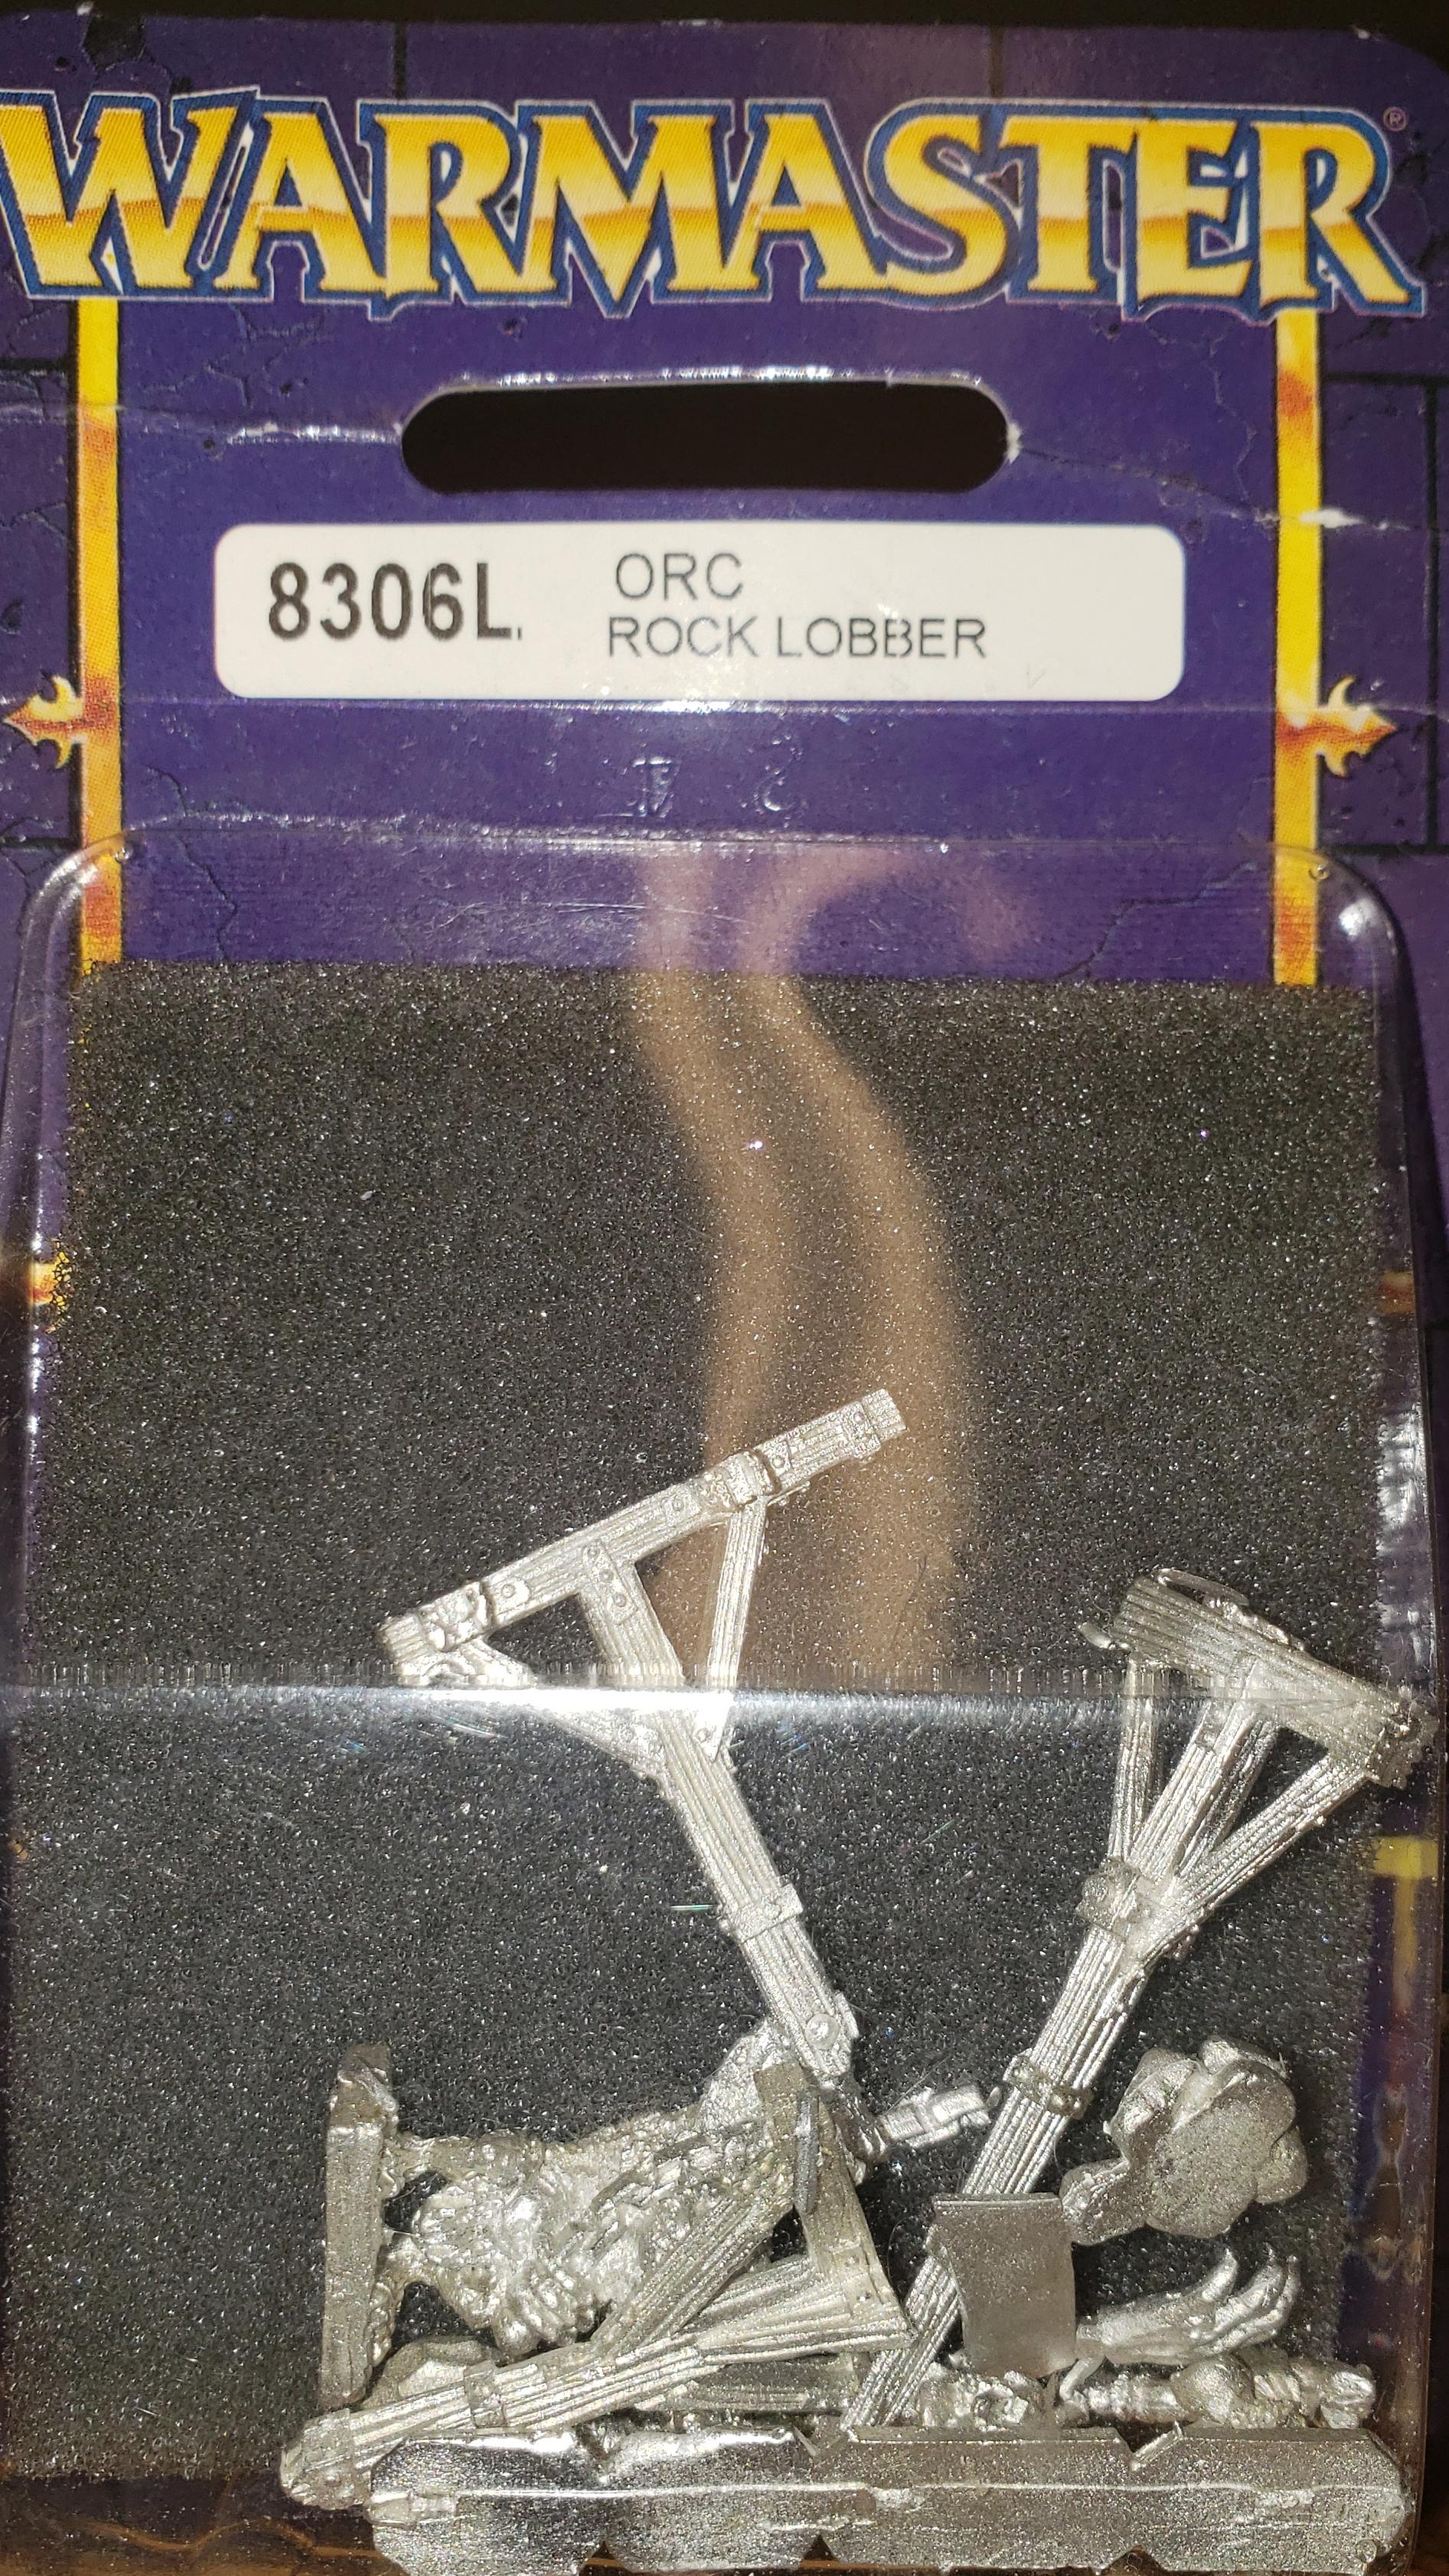 WARMASTER®
8306L. ORC
ROCK LOBBER